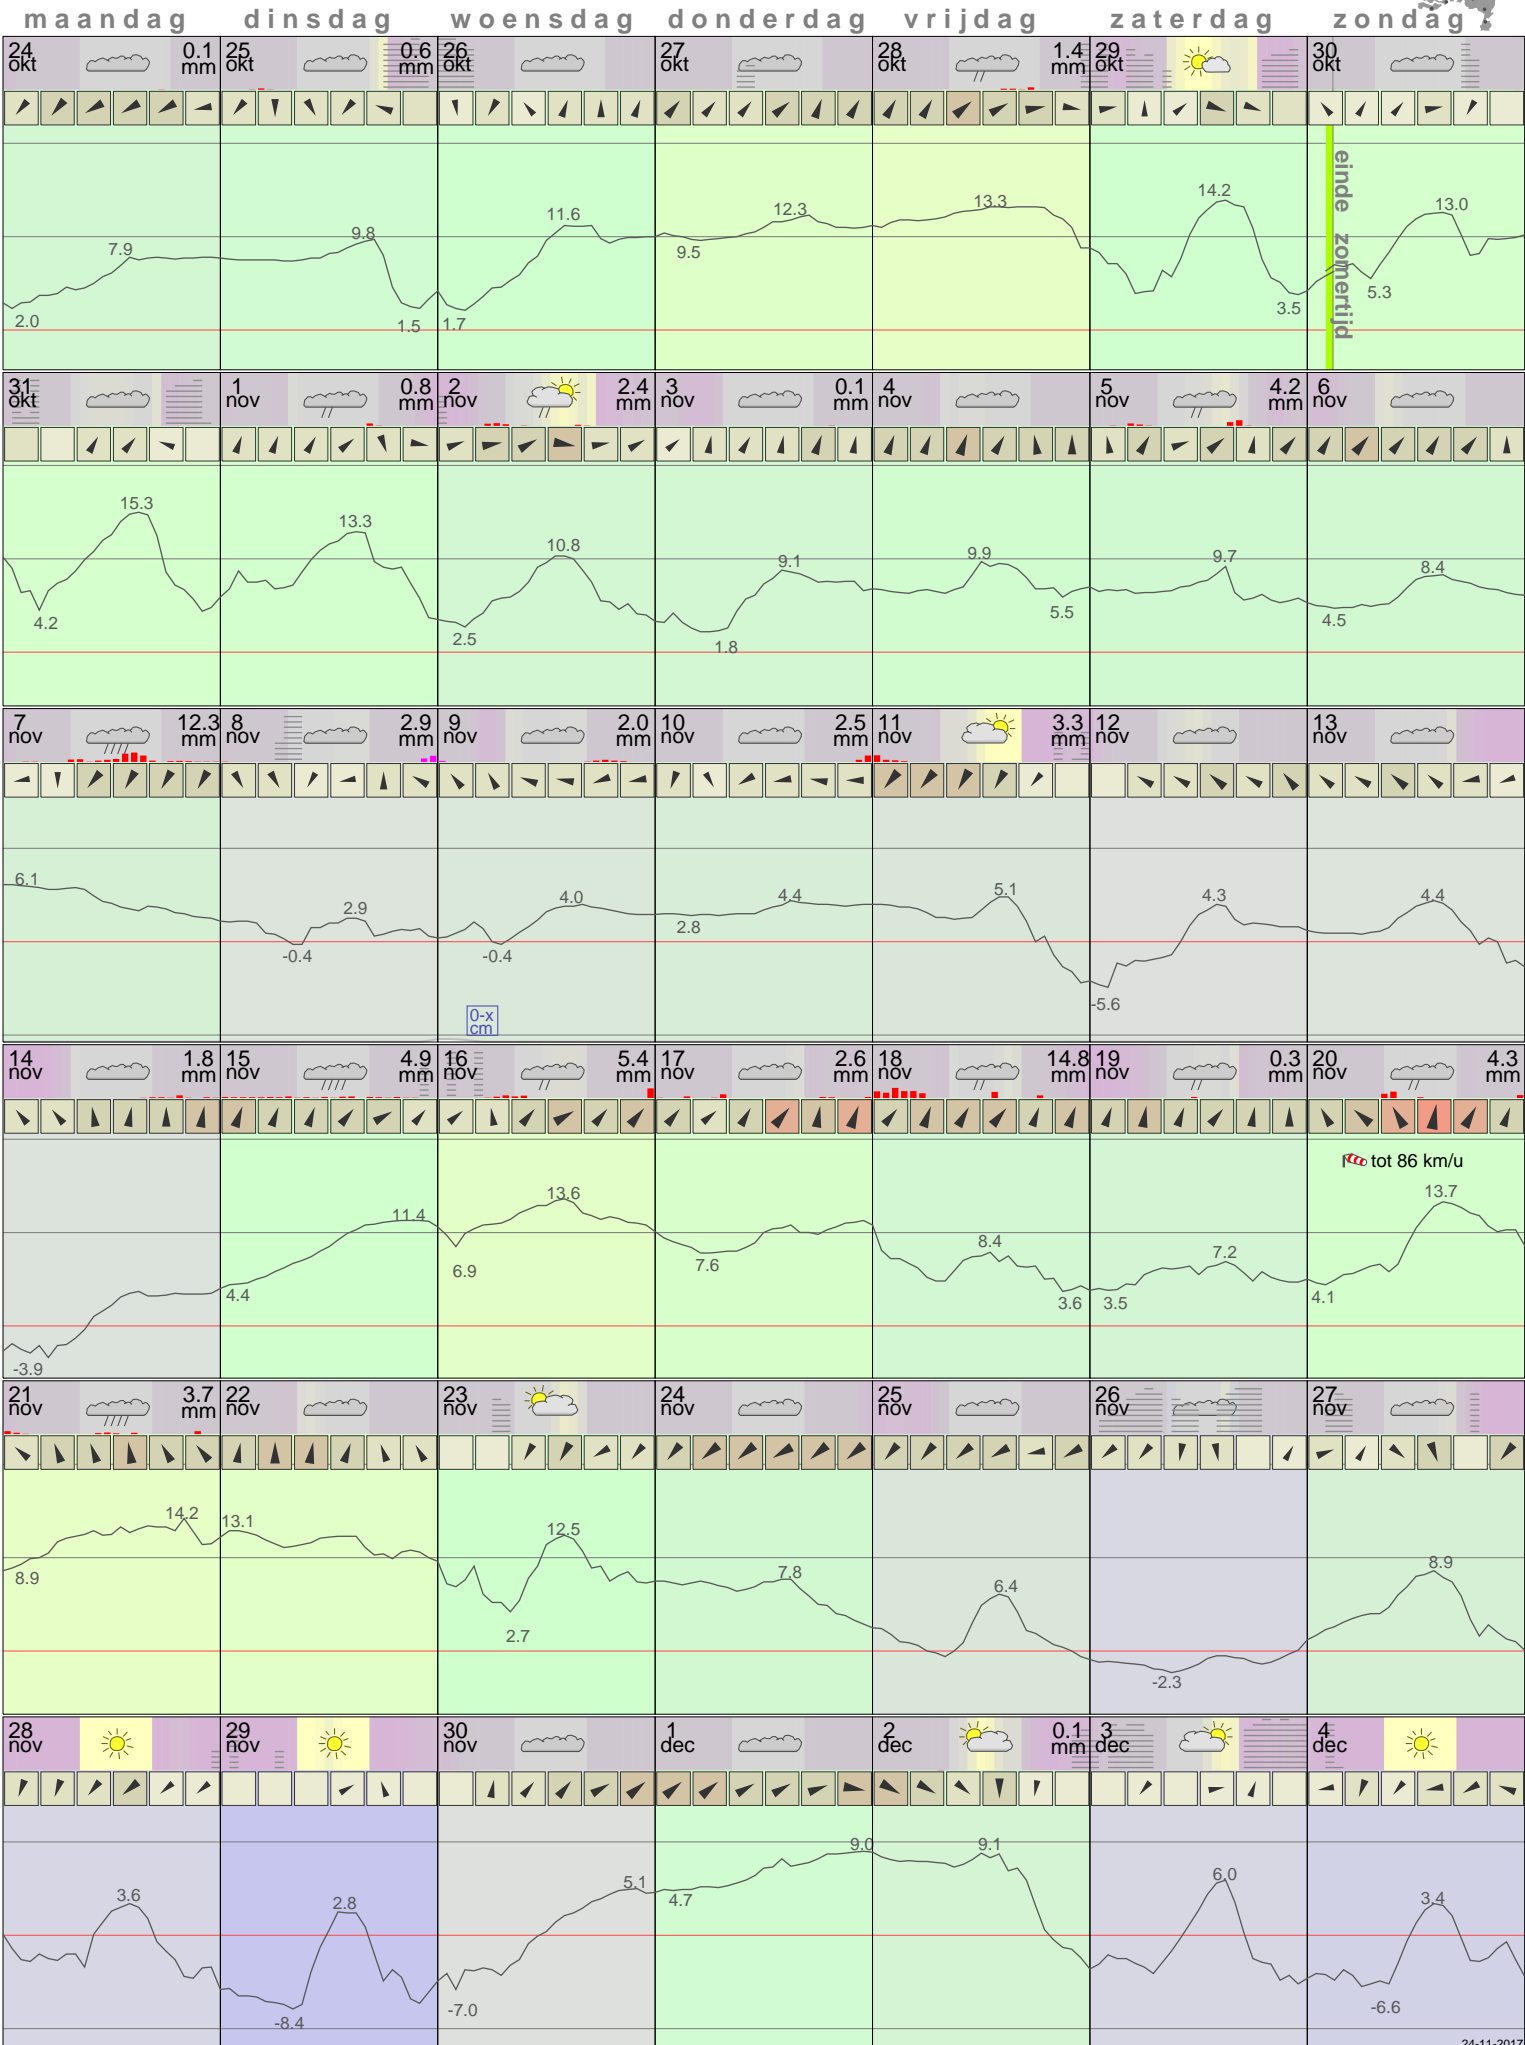 maandag dinsdag woensdag donderdag vrijdag zaterdag zondag
24 okt 0.1 mm
25 okt 0.6 mm
26 okt
27 okt
28 okt 1.4 mm
29 okt
30 okt
einde zomertijd
7.9 2.0
9.8 1.5
11.6 1.7
12.3 9.5
13.3
14.2 3.5
13.0 5.3
31 okt
1 nov 0.8 mm
2 nov 2.4 mm
3 nov 0.1 mm
4 nov
5 nov 4.2 mm
6 nov
15.3 4.2
13.3
10.8 2.5
9.1 1.8
9.9 5.5
9.7
8.4 4.5
7 nov 12.3 mm
8 nov 2.9 mm
9 nov 2.0 mm
10 nov 2.5 mm
11 nov 3.3 mm
12 nov
13 nov
6.1
2.9 -0.4
4.0 -0.4
0-x cm
4.4 2.8
5.1
4.3 -5.6
4.4
14 nov 1.8 mm
15 nov 4.9 mm
16 nov 5.4 mm
17 nov 2.6 mm
18 nov 14.8 mm
19 nov 0.3 mm
20 nov 4.3 mm
tot 86 km/u
-3.9
11.4 4.4
13.6 6.9
7.6
8.4 3.6
7.2 3.5
13.7 4.1
21 nov 3.7 mm
22 nov
23 nov
24 nov
25 nov
26 nov
27 nov
14.2 8.9
13.1
12.5 2.7
7.8
6.4
-2.3
8.9
28 nov
29 nov
30 nov
1 dec
2 dec 0.1 mm
3 dec
4 dec
3.6
2.8 -8.4
5.1 -7.0
9.0 4.7
9.1
6.0
3.4 -6.6
24-11-2017